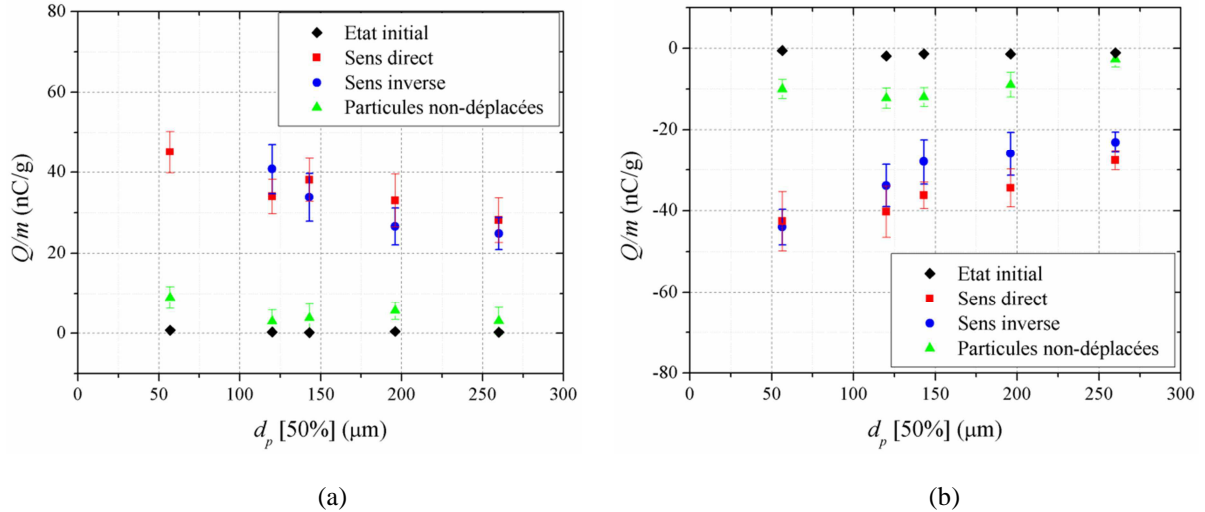 80
60
40
20
0
Q/m (nC/g)
Etat initial
Sens direct
Sens inverse
Particules non-déplacées
0 50 100 150 200 250 300
d_p [50%] (μm)
(a)
0
-20
-40
-60
-80
Q/m (nC/g)
Etat initial
Sens direct
Sens inverse
Particules non-déplacées
0 50 100 150 200 250 300
d_p [50%] (μm)
(b)